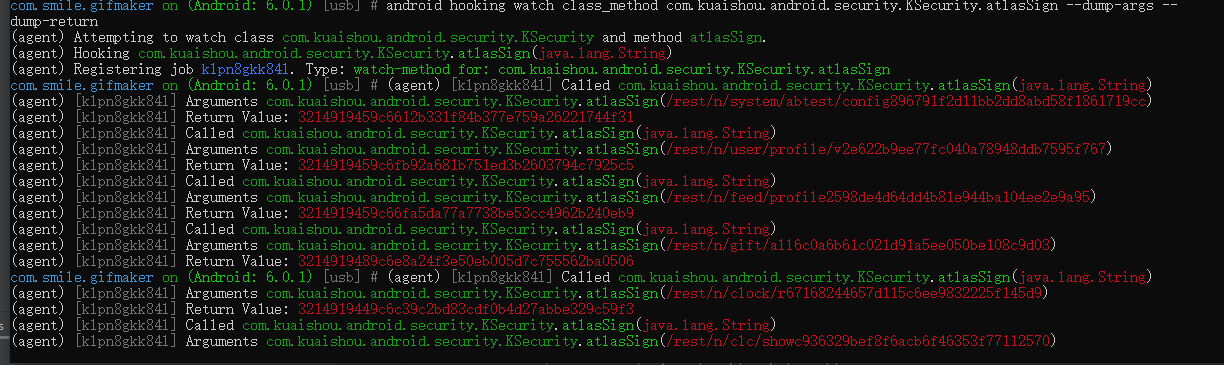 com.smile.gifmaker on (Android: 6.0.1) [usb] # android hooking watch class_method com.kuaishou.android.security.KSecurity.atlasSign --dump-args --
dump-return
(agent) Attempting to watch class com.kuaishou.android.security.KSecurity and method atlasSign.
(agent) Hooking com.kuaishou.android.security.KSecurity.atlasSign(java.lang.String)
(agent) Registering job k1pn8gkk841. Type: watch-method for: com.kuaishou.android.security.KSecurity.atlasSign
com.smile.gifmaker on (Android: 6.0.1) [usb] # (agent) [k1pn8gkk841] Called com.kuaishou.android.security.KSecurity.atlasSign(java.lang.String)
(agent) [k1pn8gkk841] Arguments com.kuaishou.android.security.KSecurity.atlasSign(/rest/n/system/abtest/config896791f2d11bb2dd8abd58f1861719cc)
(agent) [k1pn8gkk841] Return Value: 3214919459c6612b331f84b377e759a26221744f31
(agent) [k1pn8gkk841] Called com.kuaishou.android.security.KSecurity.atlasSign(java.lang.String)
(agent) [k1pn8gkk841] Arguments com.kuaishou.android.security.KSecurity.atlasSign(/rest/n/user/profile/v2e622b9ee77fc040a78948ddb7595f767)
(agent) [k1pn8gkk841] Return Value: 3214919459c6fb92a681b751ed3b2603794c7925c5
(agent) [k1pn8gkk841] Called com.kuaishou.android.security.KSecurity.atlasSign(java.lang.String)
(agent) [k1pn8gkk841] Arguments com.kuaishou.android.security.KSecurity.atlasSign(/rest/n/feed/profile2598de4d64dd4b81e944ba104ee2e9a95)
(agent) [k1pn8gkk841] Return Value: 3214919459c66fa5da77a7738be53cc4962b240eb9
(agent) [k1pn8gkk841] Called com.kuaishou.android.security.KSecurity.atlasSign(java.lang.String)
(agent) [k1pn8gkk841] Arguments com.kuaishou.android.security.KSecurity.atlasSign(/rest/n/gift/a116c0a6b61c021d91a5ee050be108c9d03)
(agent) [k1pn8gkk841] Return Value: 3214919489c6e3a24f3e50eb005d7c755562ba0506
com.smile.gifmaker on (Android: 6.0.1) [usb] # (agent) [k1pn8gkk841] Called com.kuaishou.android.security.KSecurity.atlasSign(java.lang.String)
(agent) [k1pn8gkk841] Arguments com.kuaishou.android.security.KSecurity.atlasSign(/rest/n/clock/r67168244657d115c6ee9832225f145d9)
(agent) [k1pn8gkk841] Return Value: 3214919449c6c39c2bd83cdf0b4d27abbe329c59f3
(agent) [k1pn8gkk841] Called com.kuaishou.android.security.KSecurity.atlasSign(java.lang.String)
(agent) [k1pn8gkk841] Arguments com.kuaishou.android.security.KSecurity.atlasSign(/rest/n/clc/showc936329bef8f6acb6f46353f77112570)